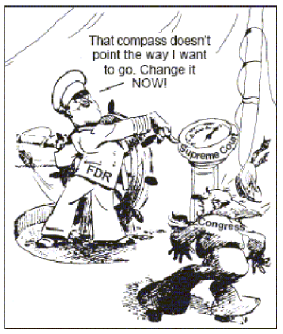 That compass doesn't
point the way I want
to go. Change it
NOW!
Supreme Court
FDR
Congress